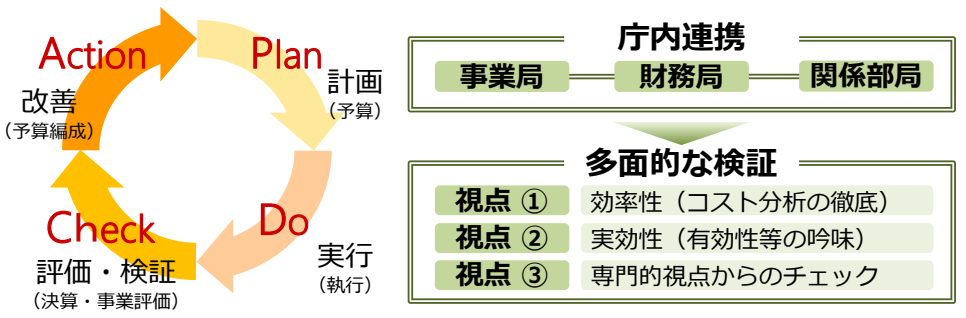 Action
改善
（予算編成）
Plan
計画
（予算）
Do
実行
（執行）
Check
評価・検証
（決算・事業評価）
庁内連携
事業局 財務局 関係部局
多面的な検証
視点 ① 効率性（コスト分析の徹底）
視点 ② 実効性（有効性等の吟味）
視点 ③ 専門的視点からのチェック